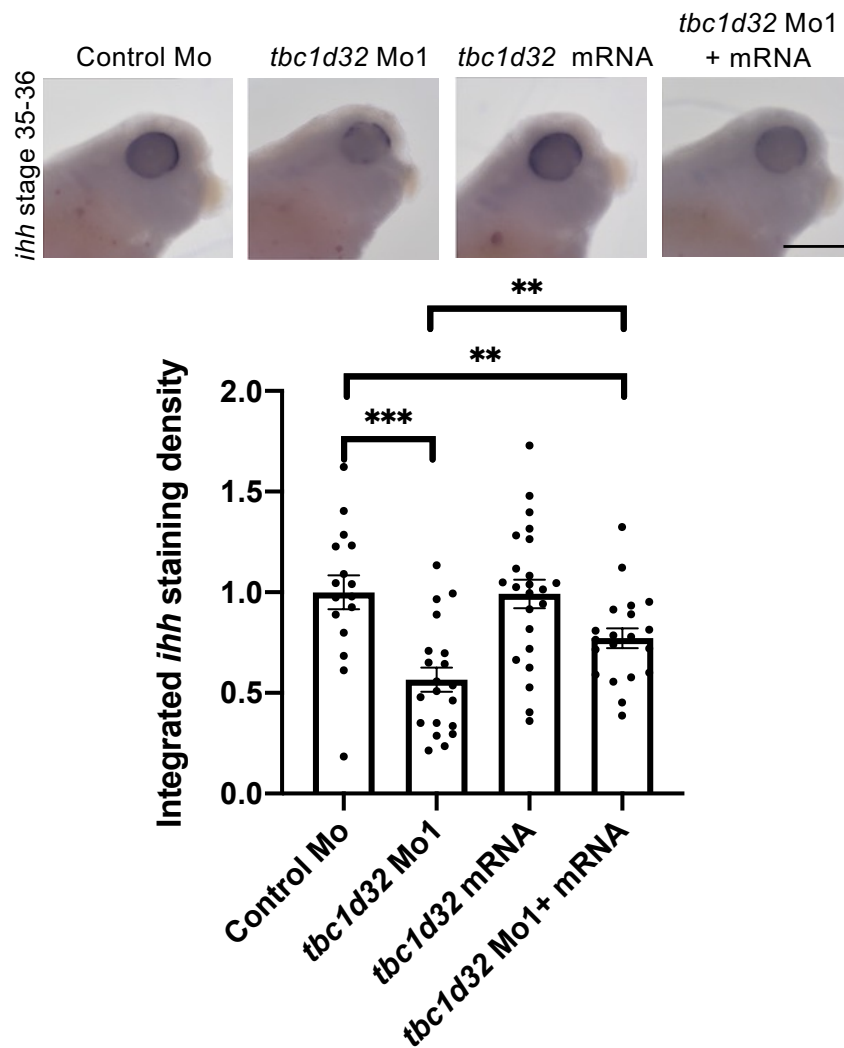 Control Mo
tbc1d32 Mo1
tbc1d32 mRNA
tbc1d32 Mo1
+ mRNA
ihh stage 35-36
**
**
***
Integrated ihh staining density
2.0
1.5
1.0
0.5
0.0
Control Mo
tbc1d32 Mo1
tbc1d32 mRNA
tbc1d32 Mo1+ mRNA